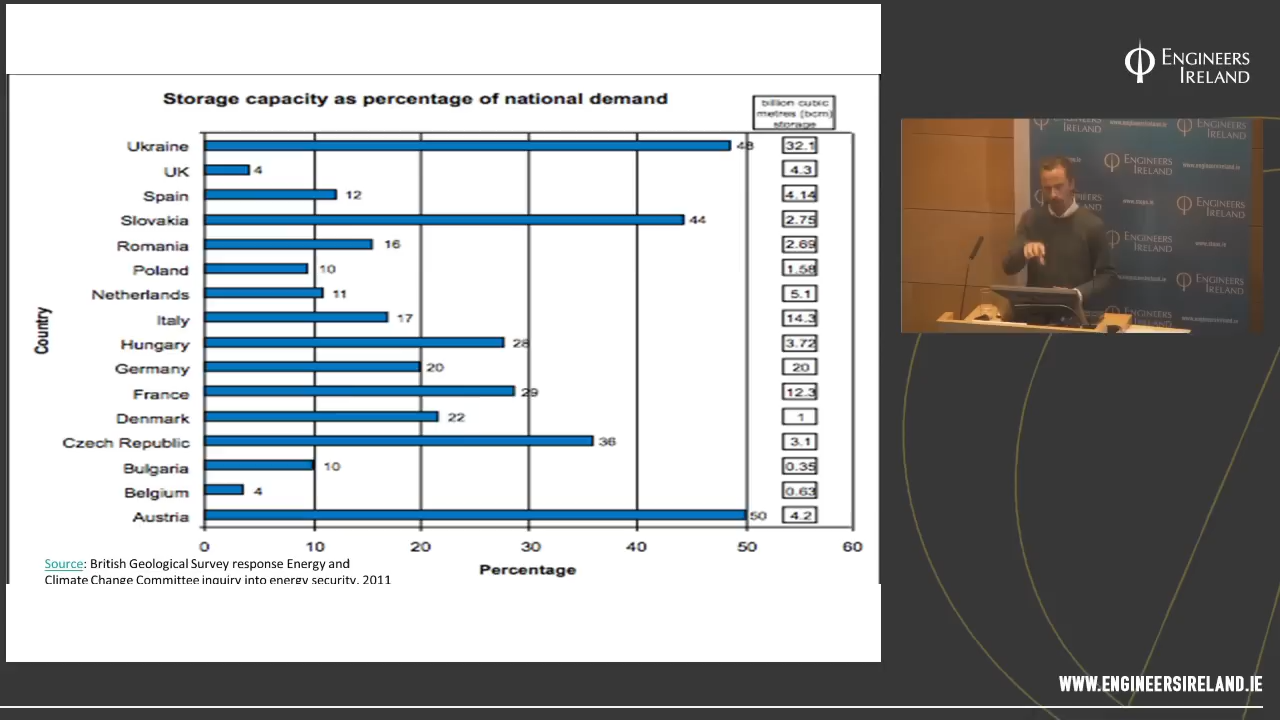 Storage capacity as percentage of national demand
billion cubic
metres (bcm)
storage
Ukraine 48 32.1
UK 4 4.3
Spain 12 4.14
Slovakia 44 2.75
Romania 16 2.69
Poland 10 1.58
Netherlands 11 5.1
Italy 17 14.3
Hungary 28 3.72
Germany 20 20
France 29 12.3
Denmark 22 1
Czech Republic 36 3.1
Bulgaria 10 0.35
Belgium 4 0.63
Austria 50 4.2
Country
0 10 20 30 40 50 60
Percentage
Source: British Geological Survey response Energy and
Climate Change Committee inquiry into energy security, 2011
ENGINEERS
IRELAND
ENGINEERS
IRELAND
www.engineersireland.ie
WWW.ENGINEERSIRELAND.IE